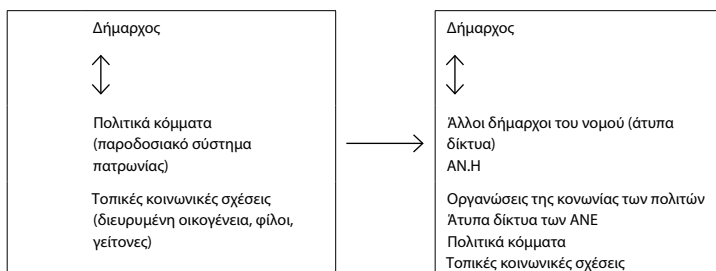 Δήμαρχος
Πολιτικά κόμματα
(παροδοσιακό σύστημα
πατρωνίας)
Τοπικές κοινωνικές σχέσεις
(διευρυμένη οικογένεια, φίλοι,
γείτονες)
Δήμαρχος
Άλλοι δήμαρχοι του νομού (άτυπα
δίκτυα)
ΑΝ.Η
Οργανώσεις της κονωνίας των πολιτών
Άτυπα δίκτυα των ΑΝΕ
Πολιτικά κόμματα
Τοπικές κοινωνικές σχέσεις